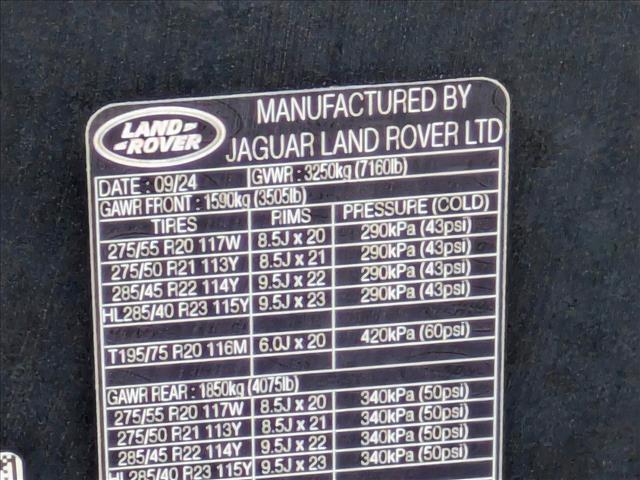 LAND ROVER
MANUFACTURED BY
JAGUAR LAND ROVER LTD
DATE : 09/24 GVWR : 3250kg (7160lb)
GAWR FRONT : 1590kg (3505lb)
TIRES RIMS PRESSURE (COLD)
275/55 R20 117W 8.5J x 20 290kPa (43psi)
275/50 R21 113Y 8.5J x 21 290kPa (43psi)
285/45 R22 114Y 9.5J x 22 290kPa (43psi)
HL285/40 R23 115Y 9.5J x 23 290kPa (43psi)
T195/75 R20 116M 6.0J x 20 420kPa (60psi)
GAWR REAR : 1850kg (4075lb)
275/55 R20 117W 8.5J x 20 340kPa (50psi)
275/50 R21 113Y 8.5J x 21 340kPa (50psi)
285/45 R22 114Y 9.5J x 22 340kPa (50psi)
HL285/40 R23 115Y 9.5J x 23 340kPa (50psi)